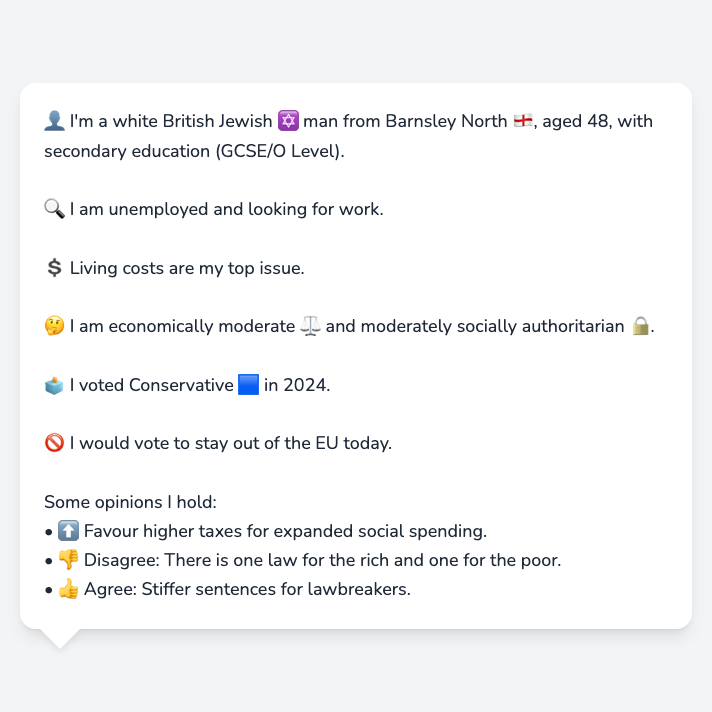 👤 I'm a white British Jewish ✡️ man from Barnsley North 🏴󠁧󠁢󠁥󠁮󠁧󠁿, aged 48, with
secondary education (GCSE/O Level).
🔍 I am unemployed and looking for work.
💲 Living costs are my top issue.
🤔 I am economically moderate ⚖️ and moderately socially authoritarian 🔒.
🗳️ I voted Conservative 🟦 in 2024.
🚫 I would vote to stay out of the EU today.
Some opinions I hold:
• ⬆️ Favour higher taxes for expanded social spending.
• 👎 Disagree: There is one law for the rich and one for the poor.
• 👍 Agree: Stiffer sentences for lawbreakers.